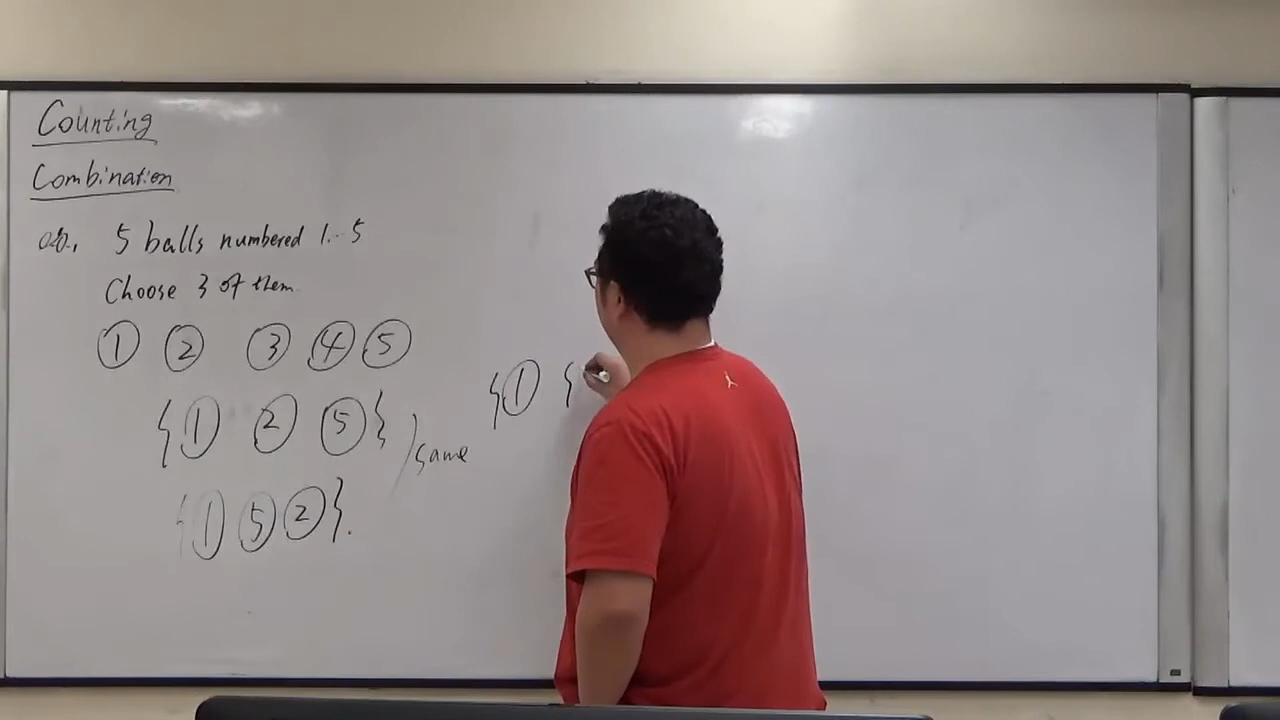 Counting
Combination
eg. 5 balls numbered 1..5
Choose 3 of them.
① ② ③ ④ ⑤
{① ② ⑤}
same
{① ⑤ ②}.
{① {